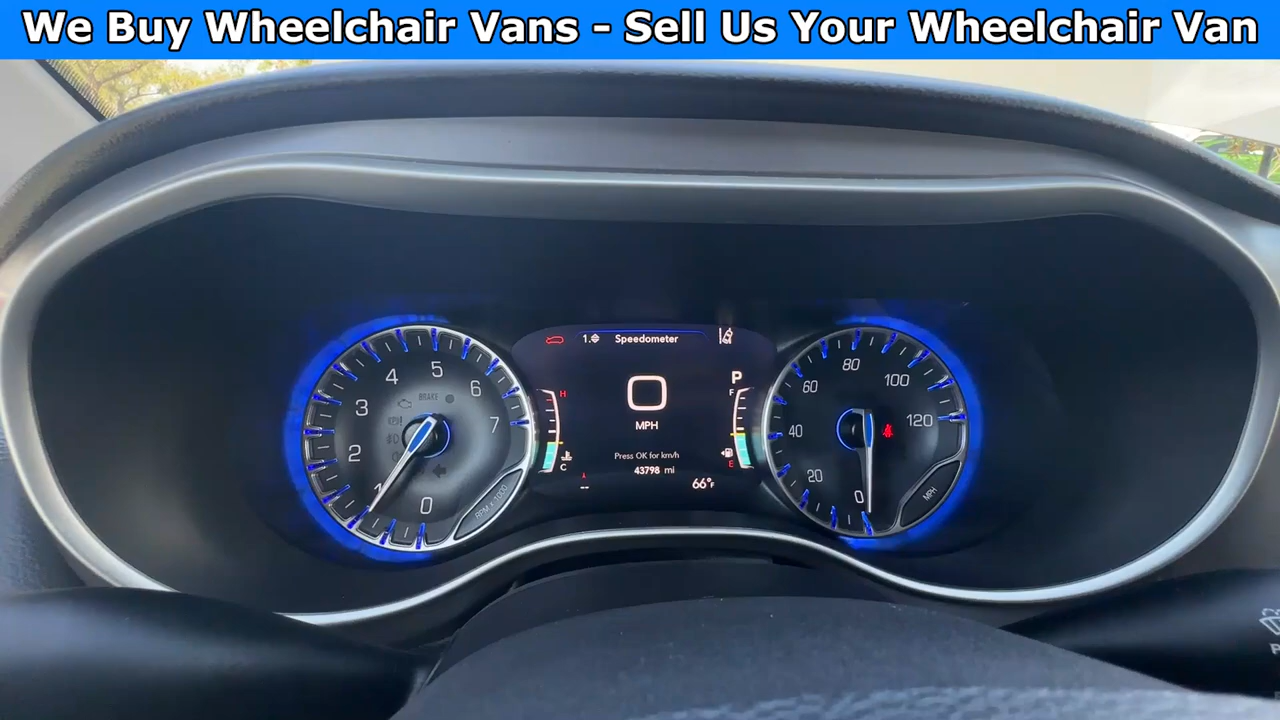 We Buy Wheelchair Vans - Sell Us Your Wheelchair Van
1. Speedometer
MPH
Press OK for km/h
43798 mi
66°F
P
H
C
F
E
0
1
2
3
4
5
6
7
BRAKE
RPM x 1000
0
20
40
60
80
100
120
MPH
0
--